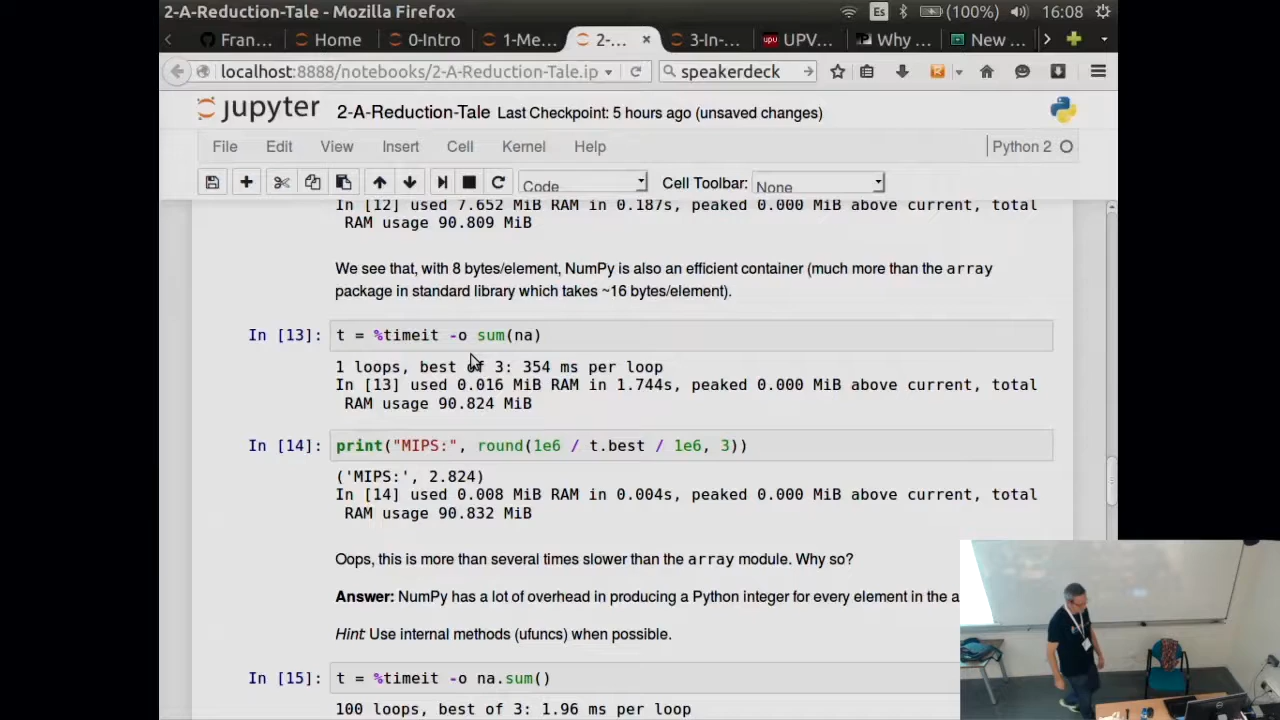 2-A-Reduction-Tale - Mozilla Firefox
Es
(100%)
16:08
Fran...
Home
0-Intro
1-Me...
2-...
3-In-...
upu UPV...
Why ...
New ...
localhost:8888/notebooks/2-A-Reduction-Tale.ip
speakerdeck
jupyter
2-A-Reduction-Tale Last Checkpoint: 5 hours ago (unsaved changes)
File Edit View Insert Cell Kernel Help
Python 2
Code
Cell Toolbar:
None
In [12] used 7.652 MiB RAM in 0.187s, peaked 0.000 MiB above current, total
RAM usage 90.809 MiB
We see that, with 8 bytes/element, NumPy is also an efficient container (much more than the array
package in standard library which takes ~16 bytes/element).
In [13]: t = %timeit -o sum(na)
1 loops, best of 3: 354 ms per loop
In [13] used 0.016 MiB RAM in 1.744s, peaked 0.000 MiB above current, total
RAM usage 90.824 MiB
In [14]: print("MIPS:", round(1e6 / t.best / 1e6, 3))
('MIPS:', 2.824)
In [14] used 0.008 MiB RAM in 0.004s, peaked 0.000 MiB above current, total
RAM usage 90.832 MiB
Oops, this is more than several times slower than the array module. Why so?
Answer: NumPy has a lot of overhead in producing a Python integer for every element in the a
Hint: Use internal methods (ufuncs) when possible.
In [15]: t = %timeit -o na.sum()
100 loops, best of 3: 1.96 ms per loop